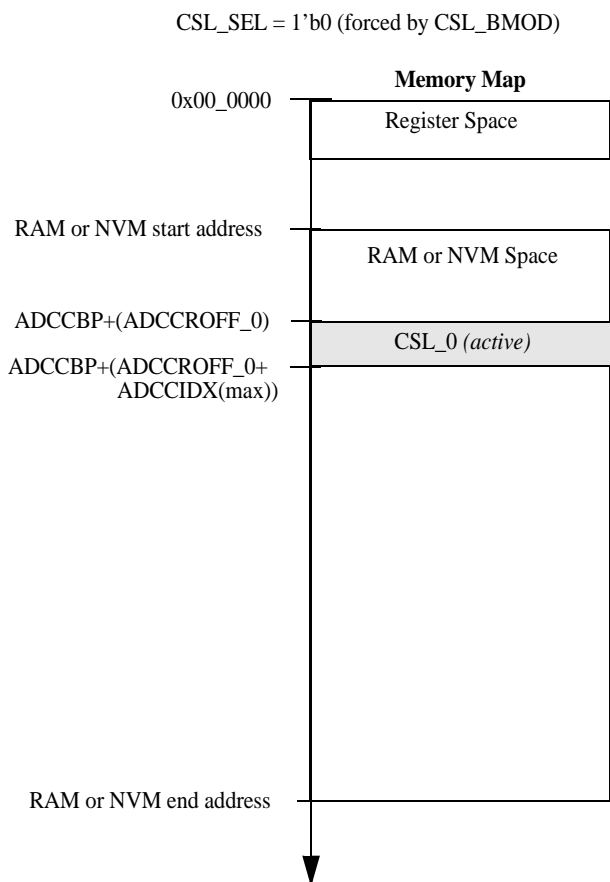 CSL_SEL = 1’b0 (forced by CSL_BMOD)
Memory Map
0x00_0000
Register Space
RAM or NVM start address
RAM or NVM Space
ADCCBP+(ADCCROFF_0)
CSL_0 (active)
ADCCBP+(ADCCROFF_0+
ADCCIDX(max))
RAM or NVM end address